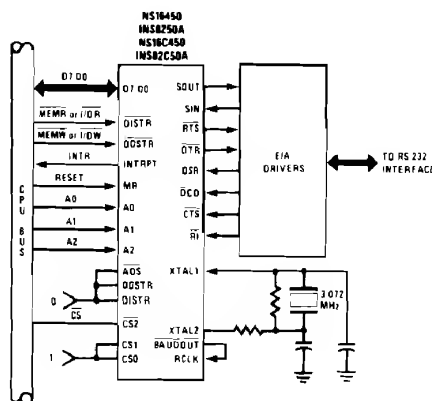 NS16450
INS8250A
NS16C450
INS82C50A
D7 D0
D7 D0
SOUT
MEMR or I/OR
DISTR
SIN
MEMW or I/OW
DOSTR
RTS
INTR
INTRPT
DTR
RESET
MR
DSR
A0
A0
DCD
A1
A1
CTS
A2
A2
RI
EIA
DRIVERS
TO RS 232
INTERFACE
CPU BUS
ADS
DOSTR
DISTR
0
CS
CS2
1
CS1
CS0
XTAL1
XTAL2
BAUDOUT
RCLK
3.072
MHz